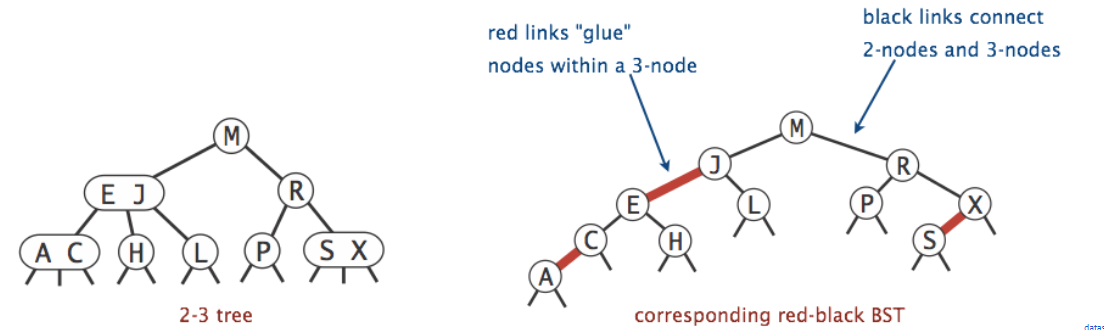 red links "glue"
nodes within a 3-node
black links connect
2-nodes and 3-nodes
M
E J
R
A C
H
L
P
S X
2-3 tree
M
J
R
E
L
P
X
C
H
S
A
corresponding red-black BST
datas